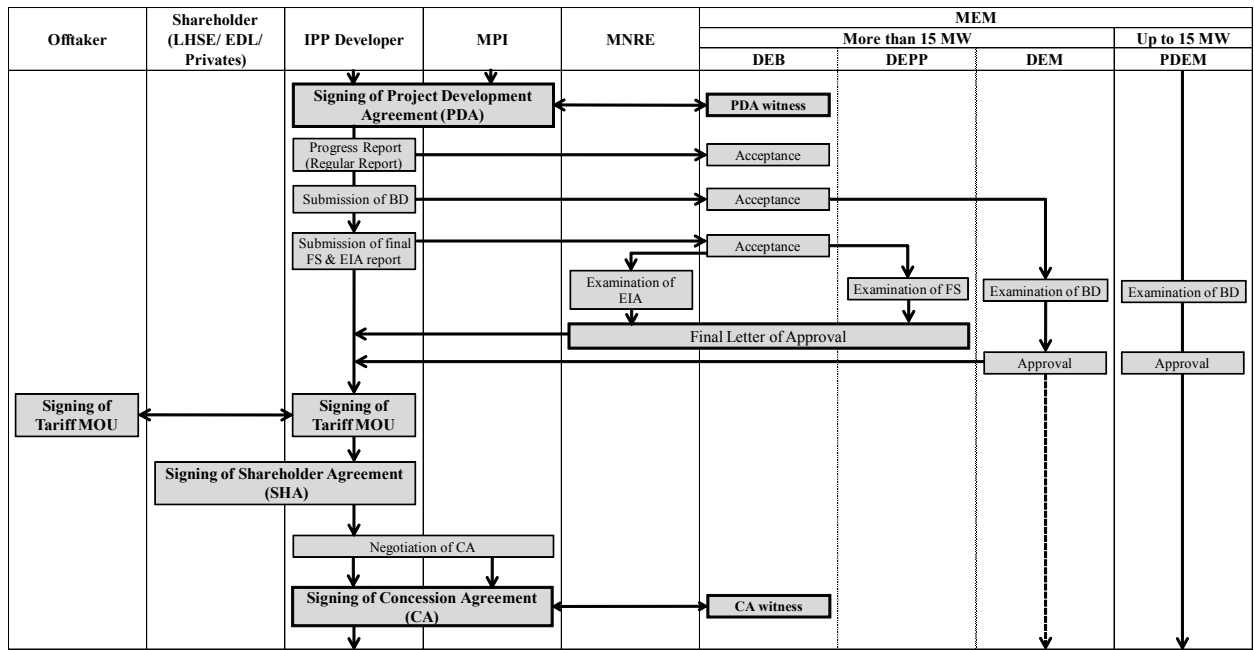 Offtaker
Shareholder
(LHSE/ EDL/
Privates)
IPP Developer
MPI
MNRE
MEM
More than 15 MW
Up to 15 MW
DEB
DEPP
DEM
PDEM
Signing of Project Development
Agreement (PDA)
PDA witness
Progress Report
(Regular Report)
Acceptance
Submission of BD
Acceptance
Submission of final
FS & EIA report
Acceptance
Examination of
EIA
Examination of FS
Examination of BD
Examination of BD
Final Letter of Approval
Approval
Approval
Signing of
Tariff MOU
Signing of
Tariff MOU
Signing of Shareholder Agreement
(SHA)
Negotiation of CA
Signing of Concession Agreement
(CA)
CA witness